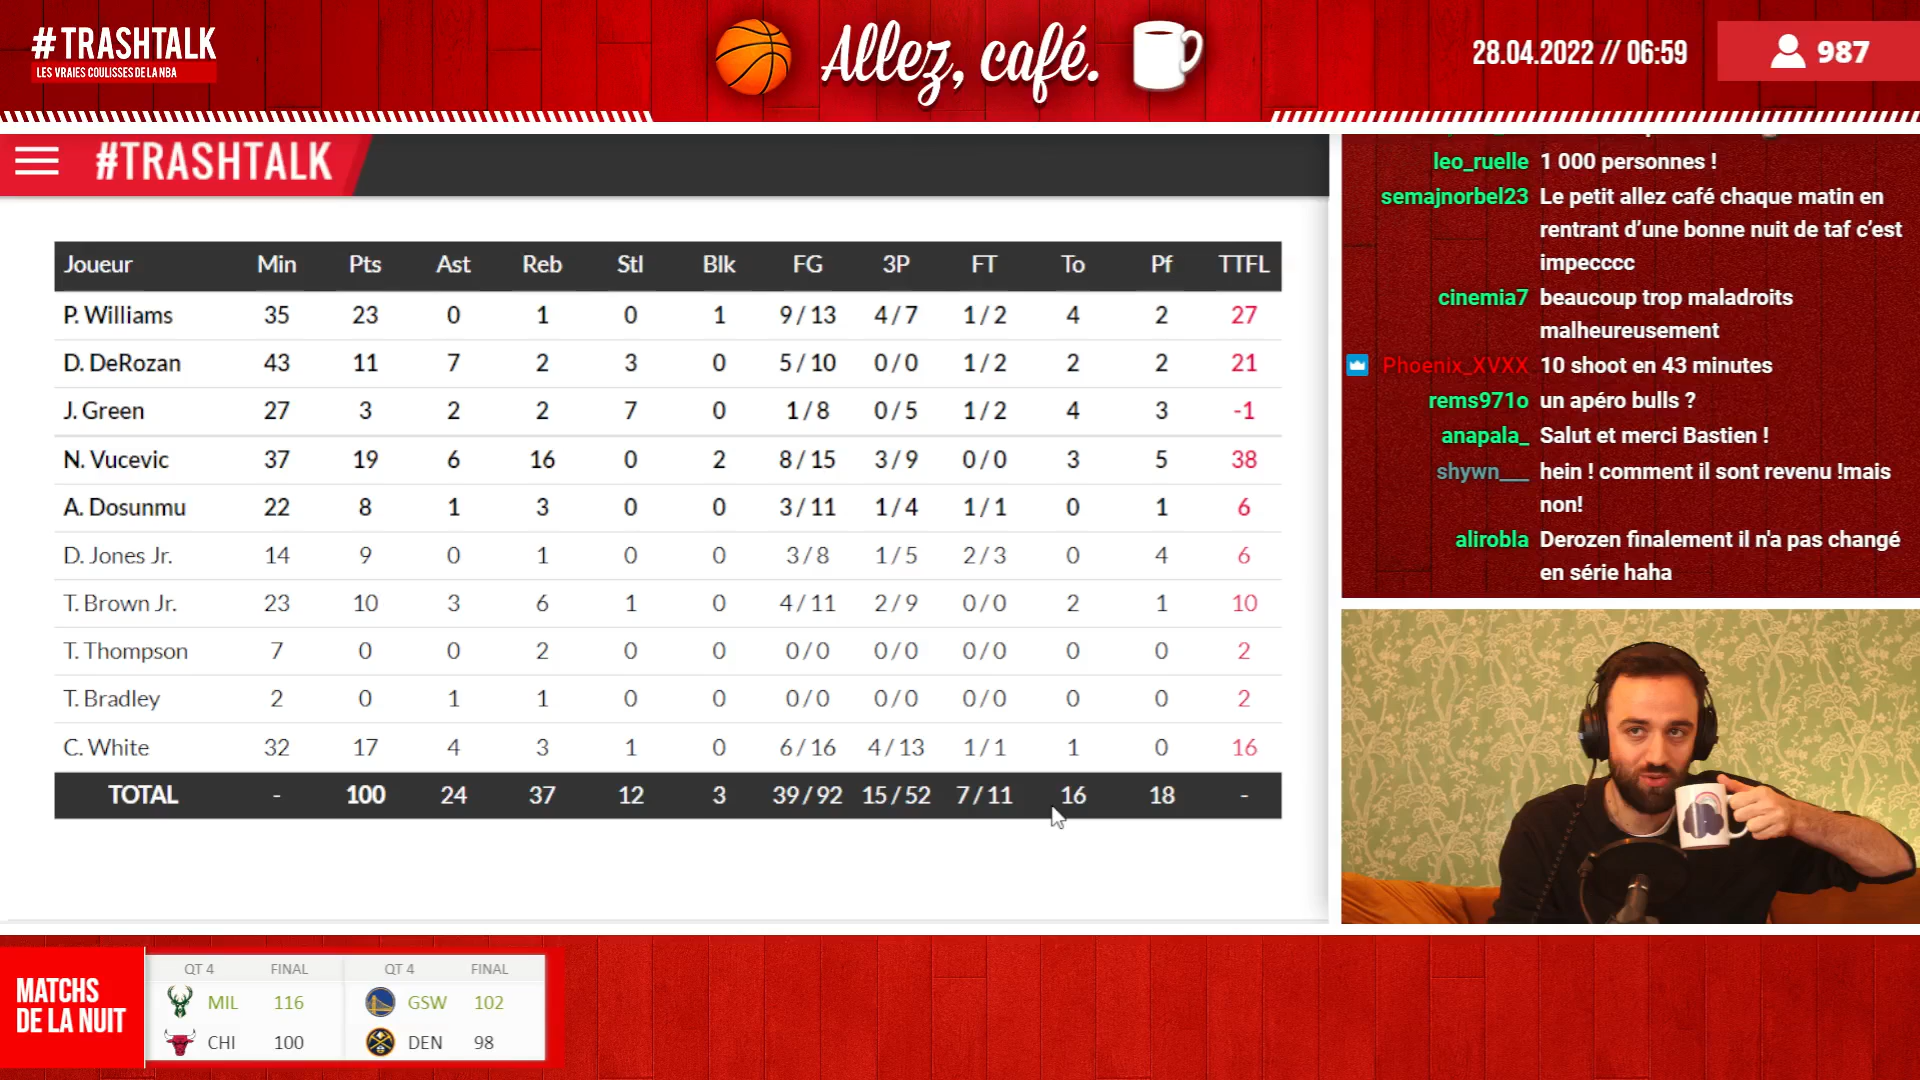 #TRASHTALK
LES VRAIES COULISSES DE LA NBA
Allez, café.
28.04.2022 // 06:59
987
#TRASHTALK
Joueur Min Pts Ast Reb Stl Blk FG 3P FT To Pf TTFL
P. Williams 35 23 0 1 0 1 9 / 13 4 / 7 1 / 2 4 2 27
D. DeRozan 43 11 7 2 3 0 5 / 10 0 / 0 1 / 2 2 2 21
J. Green 27 3 2 2 7 0 1 / 8 0 / 5 1 / 2 4 3 -1
N. Vucevic 37 19 6 16 0 2 8 / 15 3 / 9 0 / 0 3 5 38
A. Dosunmu 22 8 1 3 0 0 3 / 11 1 / 4 1 / 1 0 1 6
D. Jones Jr. 14 9 0 1 0 0 3 / 8 1 / 5 2 / 3 0 4 6
T. Brown Jr. 23 10 3 6 1 0 4 / 11 2 / 9 0 / 0 2 1 10
T. Thompson 7 0 0 2 0 0 0 / 0 0 / 0 0 / 0 0 0 2
T. Bradley 2 0 1 1 0 0 0 / 0 0 / 0 0 / 0 0 0 2
C. White 32 17 4 3 1 0 6 / 16 4 / 13 1 / 1 1 0 16
TOTAL - 100 24 37 12 3 39 / 92 15 / 52 7 / 11 16 18 -
leo_ruelle 1 000 personnes !
semajnorbel23 Le petit allez café chaque matin en
rentrant d’une bonne nuit de taf c’est
impecccc
cinemia7 beaucoup trop maladroits
malheureusement
Phoenix_XVXX 10 shoot en 43 minutes
rems971o un apéro bulls ?
anapala_ Salut et merci Bastien !
shywn___ hein ! comment il sont revenu !mais
non!
alirobla Derozen finalement il n'a pas changé
en série haha
MATCHS
DE LA NUIT
QT 4 FINAL
MIL 116
CHI 100
QT 4 FINAL
GSW 102
DEN 98